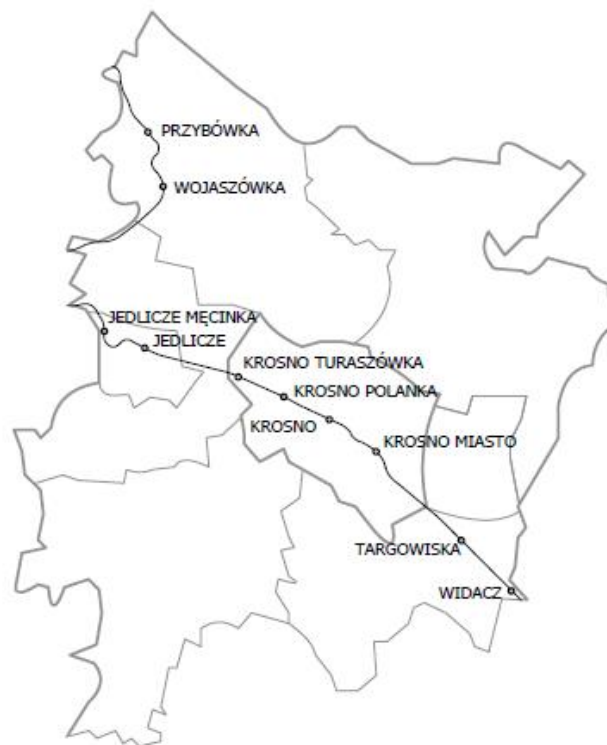 PRZYBÓWKA
WOJASZÓWKA
JEDLICZE MĘCINKA
JEDLICZE
KROSNO TURASZÓWKA
KROSNO POLANKA
KROSNO
KROSNO MIASTO
TARGOWISKA
WIDACZ